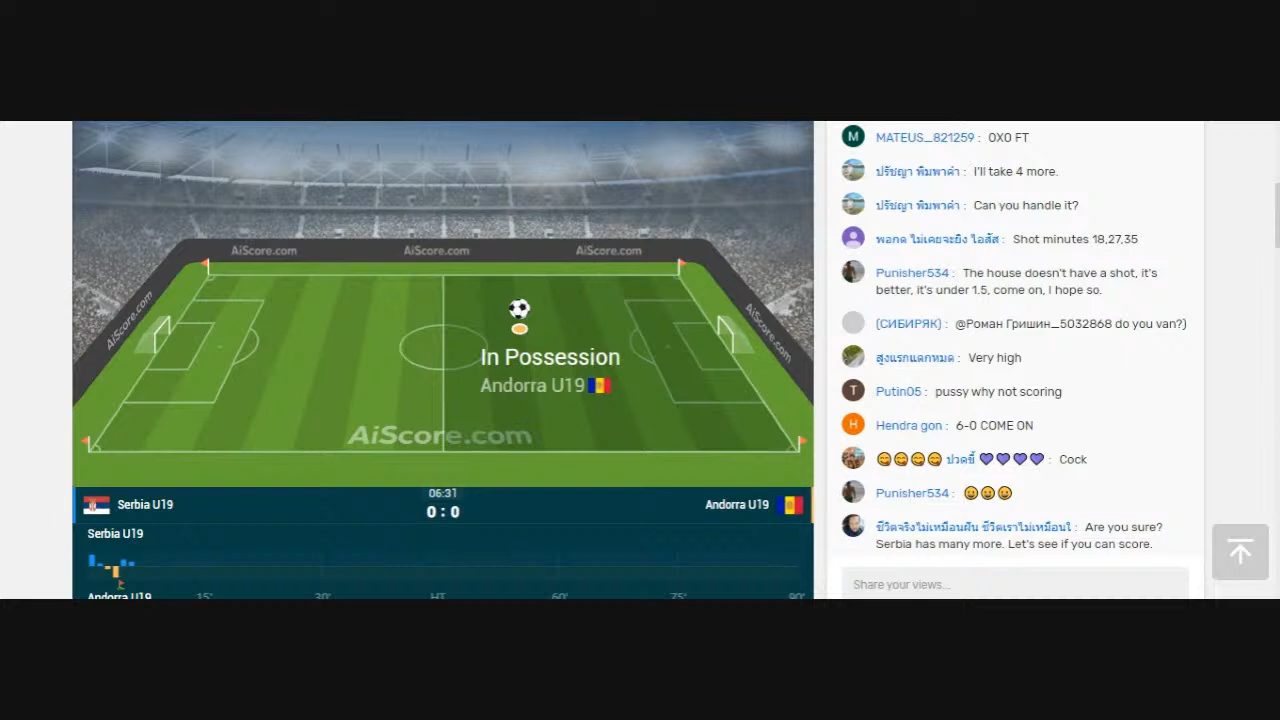 AiScore.com
AiScore.com
AiScore.com
AiScore.com
AiScore.com
In Possession
Andorra U19
AiScore.com
Serbia U19
06:31
0 : 0
Andorra U19
Serbia U19
Andorra U19
15'
30'
HT
60'
75'
90'
M
MATEUS_821259 : 0X0 FT
ปรัชญา พิมพาคำ : I'll take 4 more.
ปรัชญา พิมพาคำ : Can you handle it?
พอกด ไม่เคยจะยิง ไอสัส : Shot minutes 18,27,35
Punisher534 : The house doesn't have a shot, it's
better, it's under 1.5, come on, I hope so.
(СИБИРЯК) : @Роман Гришин_5032868 do you van?)
สูงแรกแดกหมด : Very high
T
Putin05 : pussy why not scoring
H
Hendra gon : 6-0 COME ON
😋😋😋😋 ปวดขี้ 💜💜💜💜 : Cock
Punisher534 : 😀😀😀
ชีวิตจริงไม่เหมือนฝัน ชีวิตเราไม่เหมือนใ : Are you sure?
Serbia has many more. Let's see if you can score.
Share your views...